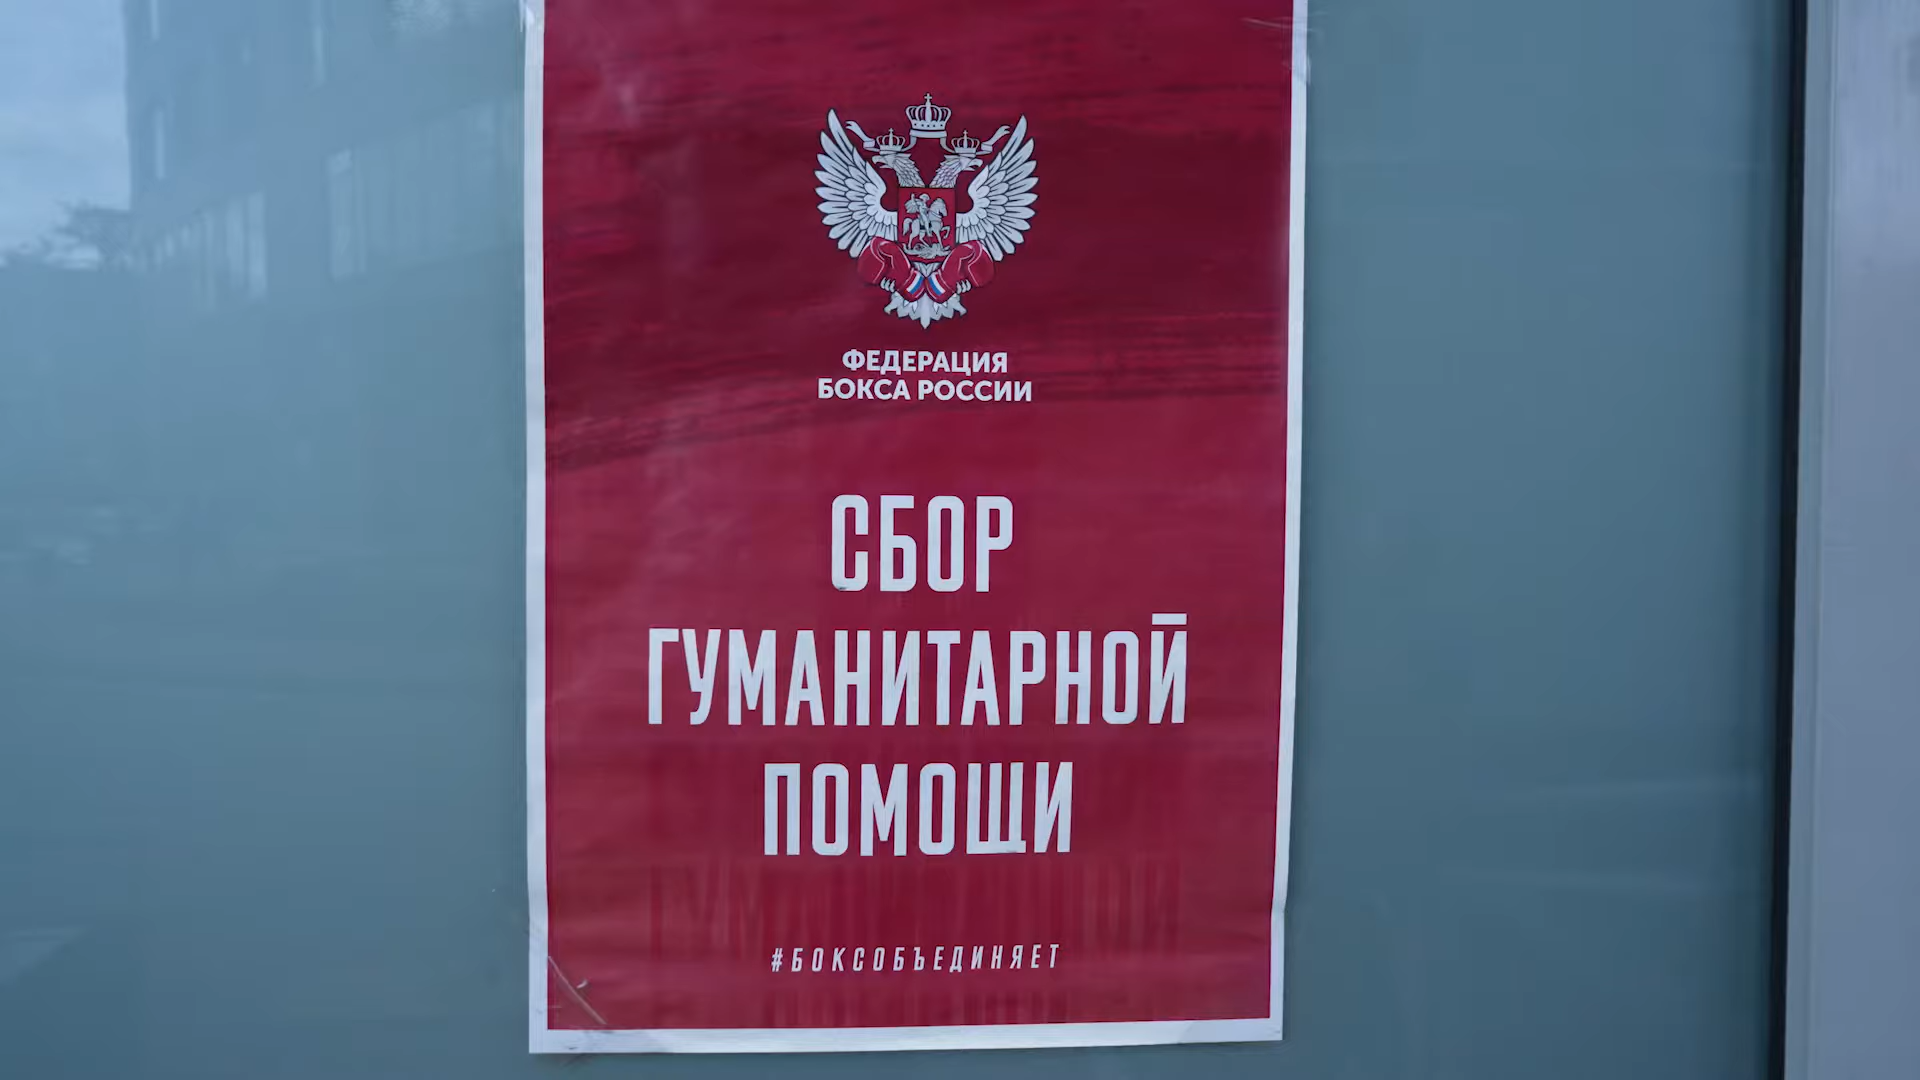 ФЕДЕРАЦИЯ
БОКСА РОССИИ
СБОР
ГУМАНИТАРНОЙ
ПОМОЩИ
#БОКСОБЪЕДИНЯЕТ